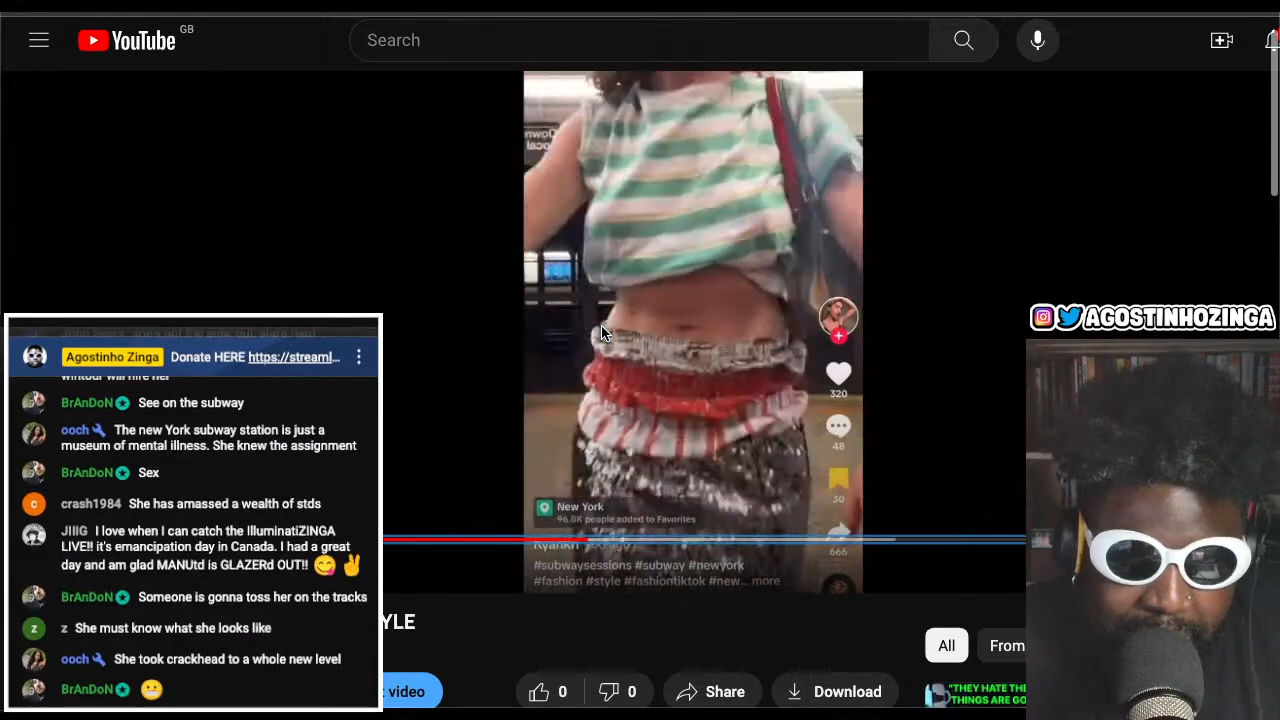 YouTube GB
Search
Donate HERE https://streaml...
Agostinho Zinga
BrAnDoN See on the subway
ooch The new York subway station is just a
museum of mental illness. She knew the assignment
BrAnDoN Sex
crash1984 She has amassed a wealth of stds
JIIIG I love when I can catch the IlluminatiZINGA
LIVE!! it's emancipation day in Canada. I had a great
day and am glad MANUtd is GLAZERd OUT!! 😋✌️
BrAnDoN Someone is gonna toss her on the tracks
z She must know what she looks like
ooch She took crackhead to a whole new level
BrAnDoN 😬
320
48
30
666
New York
96.8K people added to Favorites
#subwaysessions #subway #newyork
#fashion #style #fashiontiktok #new... more
@AGOSTINHOZINGA
YLE
All
From
video
0
0
Share
Download
"THEY HATE THE
THINGS ARE GO